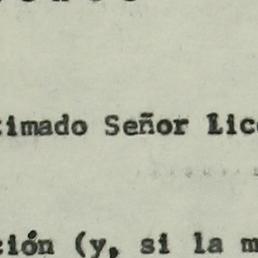 timado Señor Lic
ción (y, si la m